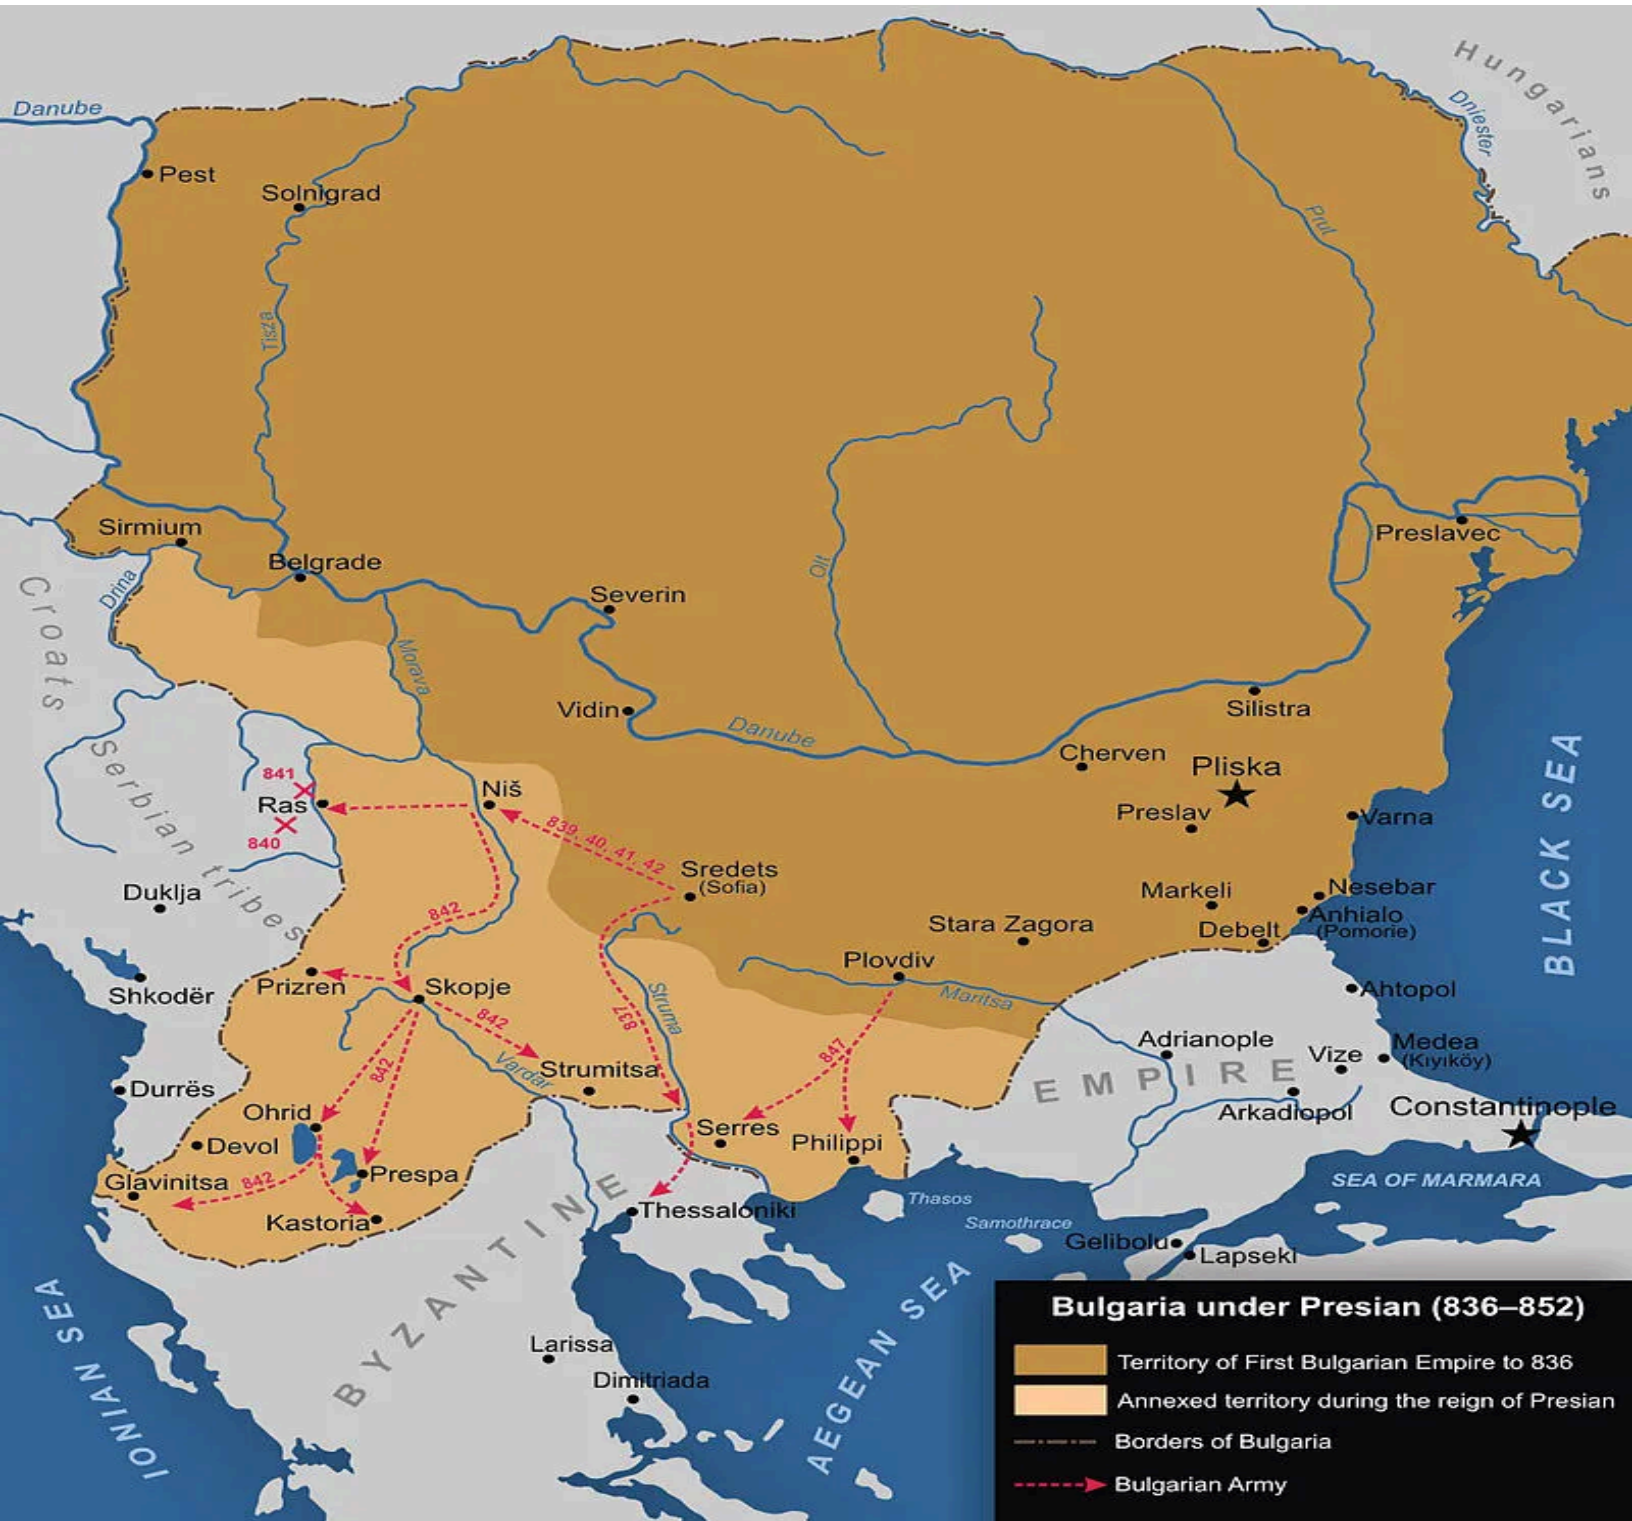 Hungarians
Danube
Dniester
Pest
Solnigrad
Prut
Tisza
Sirmium
Preslavec
Belgrade
Olt
Drina
Croats
Severin
Morava
Vidin
Danube
Silistra
Cherven
Pliska
Serbian tribes
841
Ras
840
Niš
839, 40, 41, 42
Preslav
Varna
BLACK SEA
Sredets
(Sofia)
Duklja
Markeli
Nesebar
842
Stara Zagora
Debelt
Anhialo
(Pomorie)
Plovdiv
Prizren
Skopje
Shkodër
Struma
Maritsa
Ahtopol
837
842
847
Adrianople
Medea
(Kıyıköy)
Vize
Vardar
Strumitsa
EMPIRE
842
Durrës
Arkadiopol
Constantinople
Ohrid
Serres
Philippi
Devol
Prespa
Glavinitsa
842
SEA OF MARMARA
Kastoria
Thessaloniki
Thasos
Samothrace
Gelibolu
Lapseki
BYZANTINE
IONIAN SEA
AEGEAN SEA
Larissa
Dimitriada
Bulgaria under Presian (836–852)
Territory of First Bulgarian Empire to 836
Annexed territory during the reign of Presian
Borders of Bulgaria
Bulgarian Army